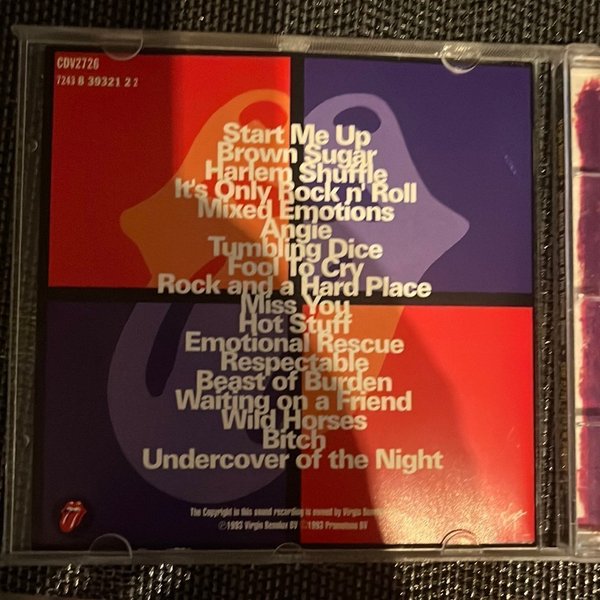 CDV2726
7243 8 39321 2 2
Start Me Up
Brown Sugar
Harlem Shuffle
It's Only Rock n' Roll
Mixed Emotions
Angie
Tumbling Dice
Fool To Cry
Rock and a Hard Place
Miss You
Hot Stuff
Emotional Rescue
Respectable
Beast of Burden
Waiting on a Friend
Wild Horses
Bitch
Undercover of the Night
The Copyright in this sound recording is owned by Virgin Benelux
℗1993 Virgin Benelux BV ©1993 Promotone BV